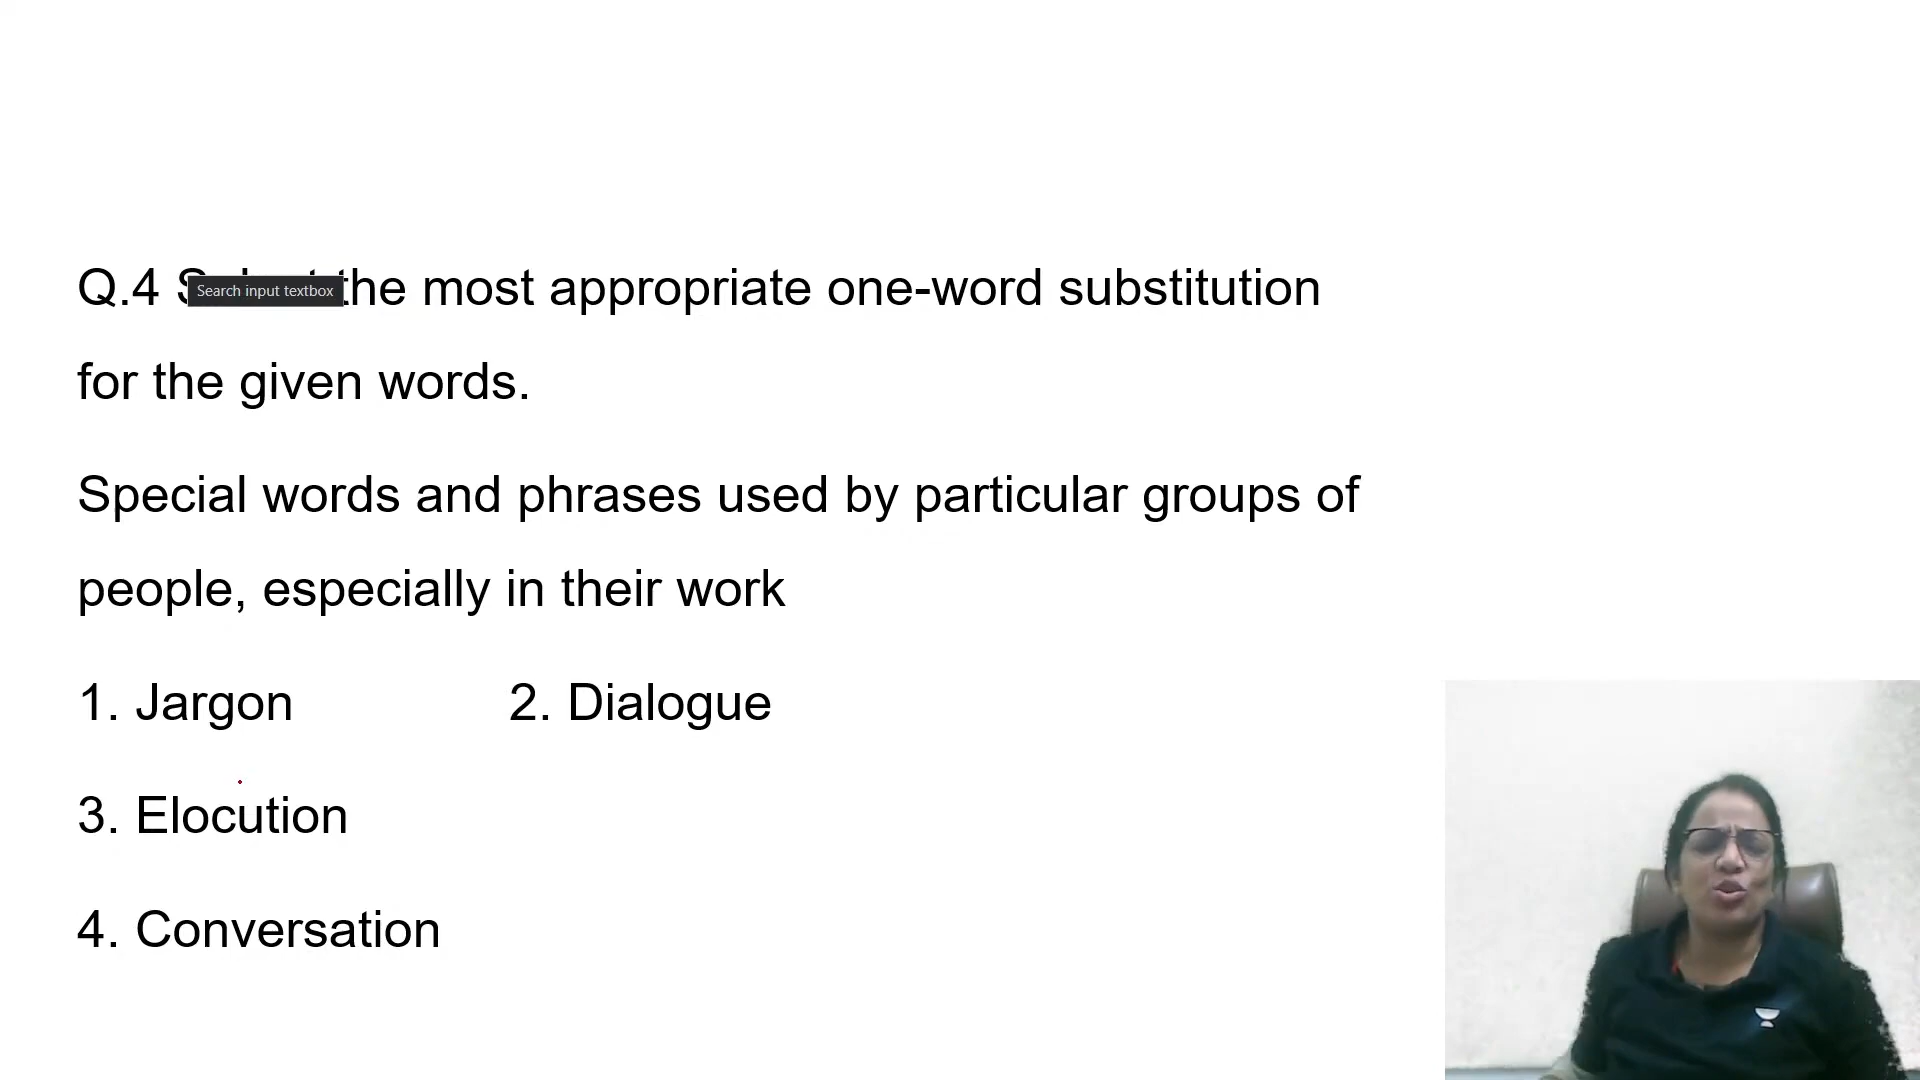 Q.4 the most appropriate one-word substitution
Search input textbox
for the given words.
Special words and phrases used by particular groups of
people, especially in their work
1. Jargon 2. Dialogue
3. Elocution
4. Conversation